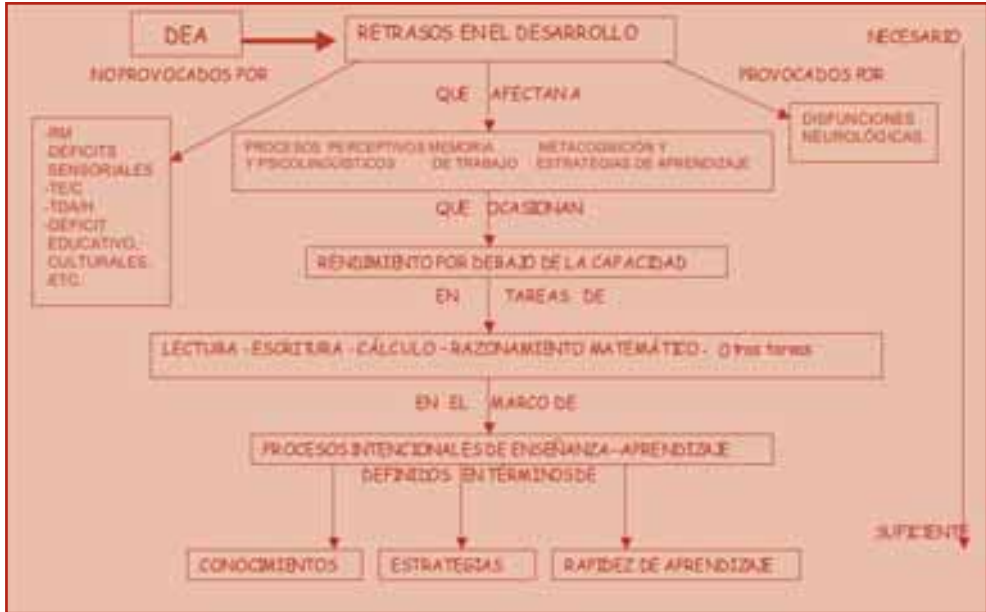 DEA
RETRASOS EN EL DESARROLLO
NECESARIO
NO PROVOCADOS POR
QUE AFECTAN A
PROVOCADOS POR
-RM
-DÉFICITS
SENSORIALES
-TE/C
-TDA/H
-DÉFICIT
EDUCATIVO,
CULTURALES,
ETC.
PROCESOS PERCEPTIVOS MEMORIA METACOGNICIÓN Y
Y PSICOLINGÜÍSTICOS DE TRABAJO ESTRATEGIAS DE APRENDIZAJE
DISFUNCIONES
NEUROLÓGICAS.
QUE OCASIONAN
RENDIMIENTO POR DEBAJO DE LA CAPACIDAD
EN TAREAS DE
LECTURA - ESCRITURA - CÁLCULO - RAZONAMIENTO MATEMÁTICO - Otras tareas
EN EL MARCO DE
PROCESOS INTENCIONALES DE ENSEÑANZA - APRENDIZAJE
DEFINIDOS EN TÉRMINOS DE
SUFICIENTE
CONOCIMIENTOS
ESTRATEGIAS
RAPIDEZ DE APRENDIZAJE